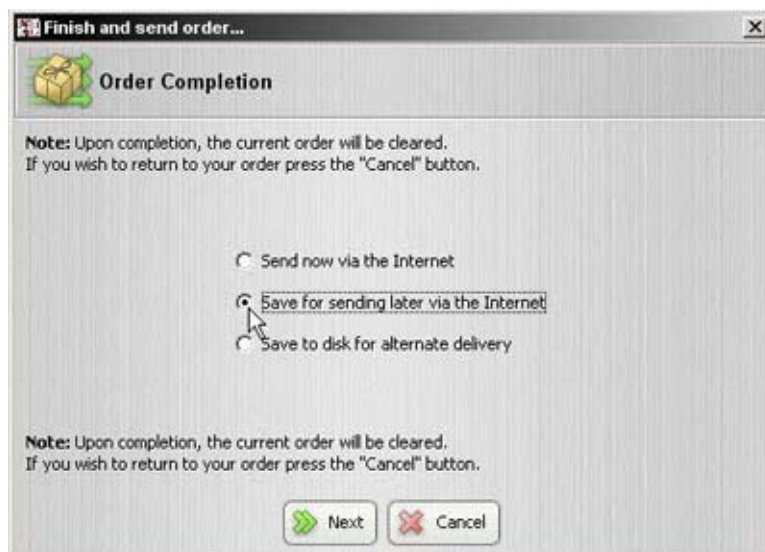 Finish and send order...
Order Completion
Note: Upon completion, the current order will be cleared.
If you wish to return to your order press the "Cancel" button.
Send now via the Internet
Save for sending later via the Internet
Save to disk for alternate delivery
Note: Upon completion, the current order will be cleared.
If you wish to return to your order press the "Cancel" button.
Next Cancel